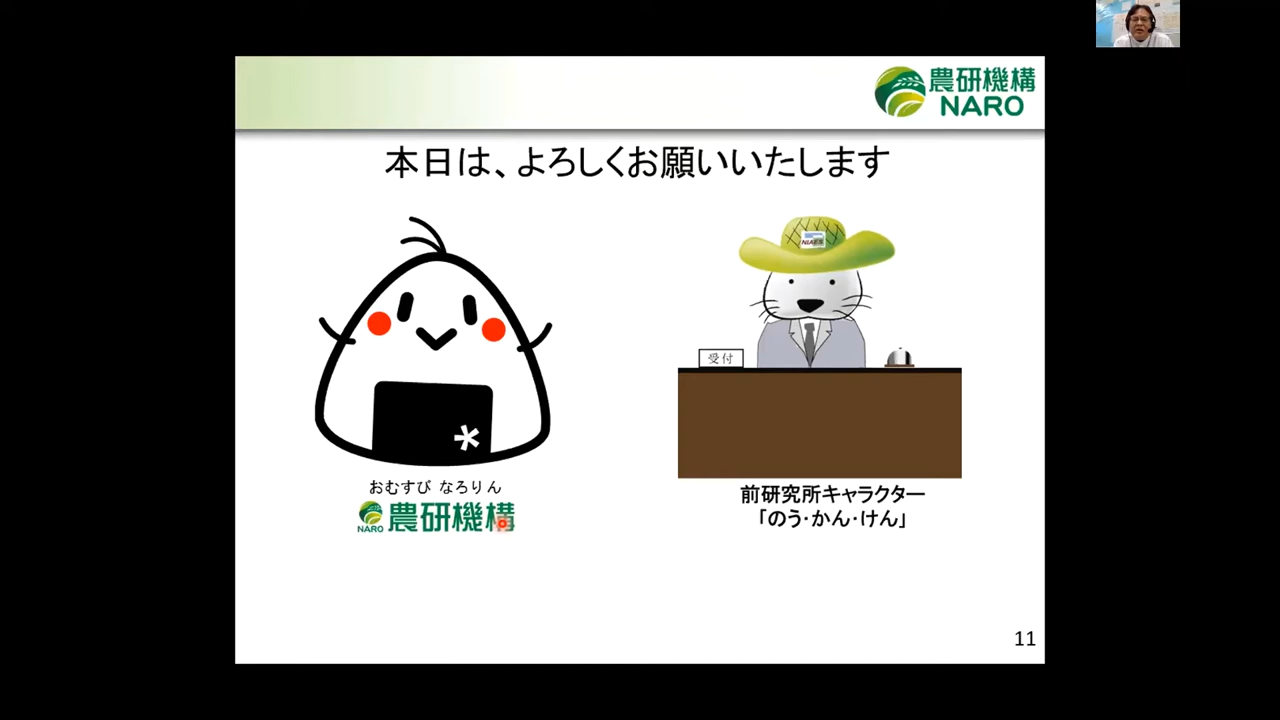 農研機構
NARO
本日は、よろしくお願いいたします
NIAES
受付
おむすび なろりん
NARO 農研機構
前研究所キャラクター
「のう・かん・けん」
11